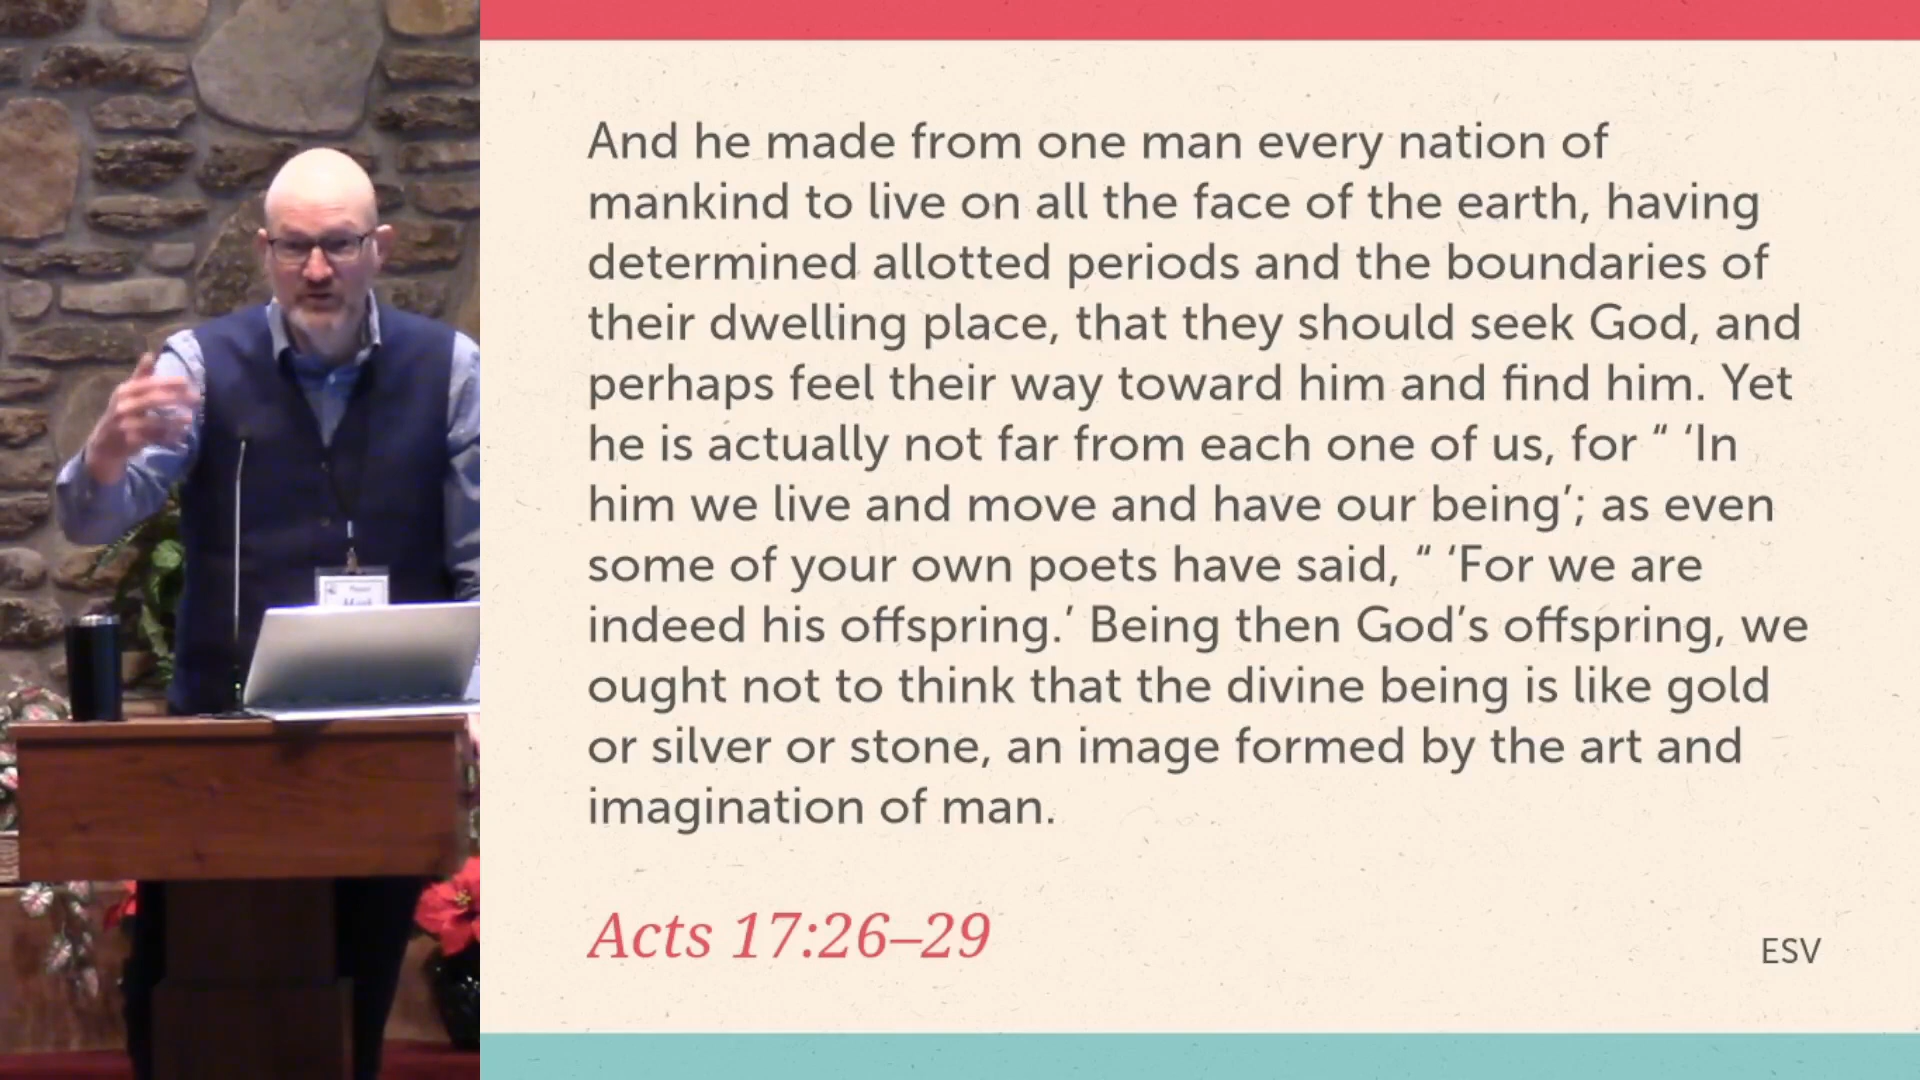 And he made from one man every nation of
mankind to live on all the face of the earth, having
determined allotted periods and the boundaries of
their dwelling place, that they should seek God, and
perhaps feel their way toward him and find him. Yet
he is actually not far from each one of us, for “ ‘In
him we live and move and have our being’; as even
some of your own poets have said, “ ‘For we are
indeed his offspring.’ Being then God’s offspring, we
ought not to think that the divine being is like gold
or silver or stone, an image formed by the art and
imagination of man.
Acts 17:26–29
ESV